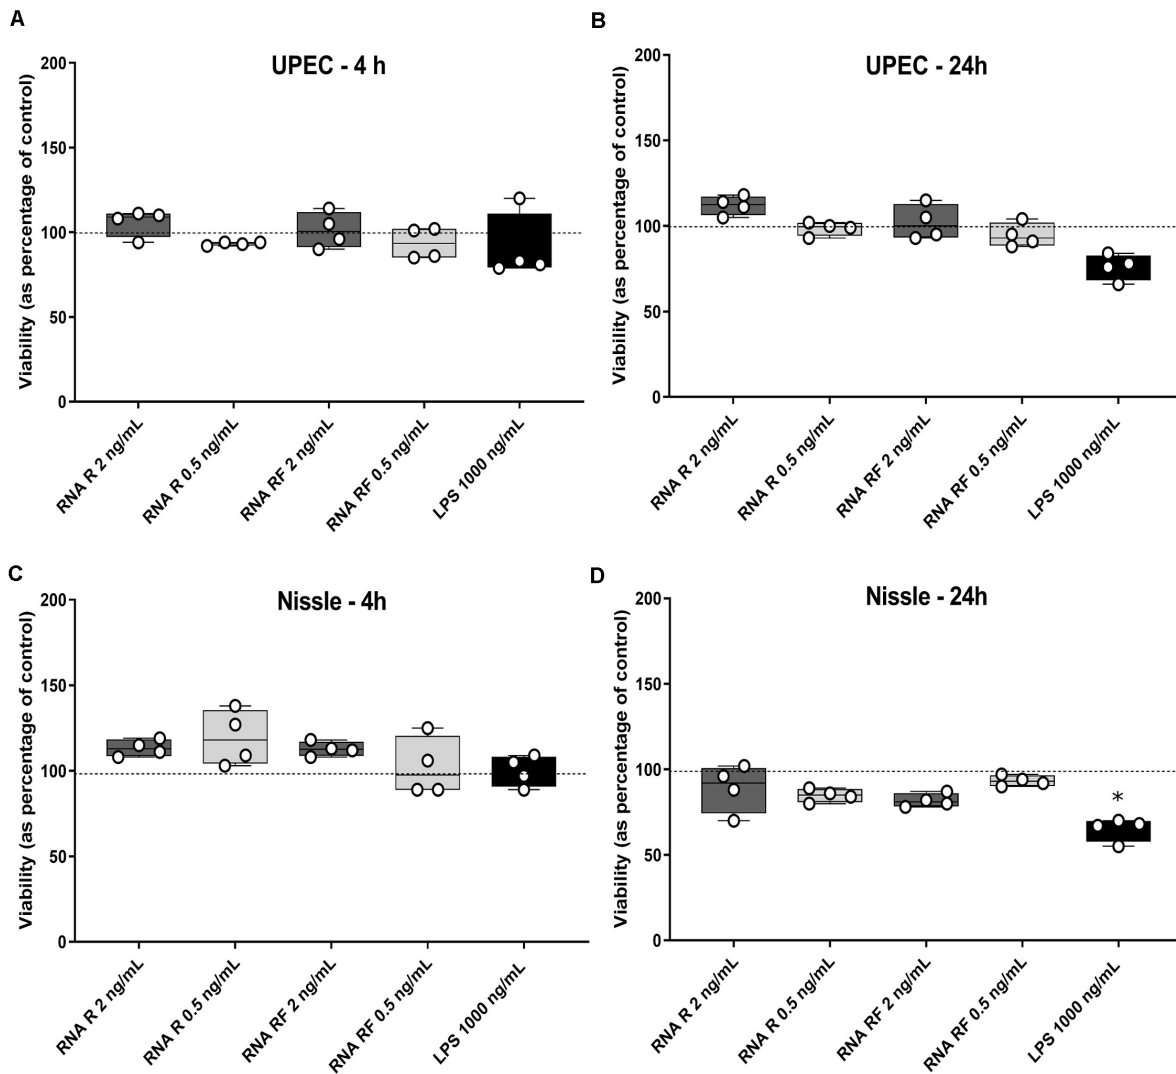 A
UPEC - 4 h
Viability (as percentage of control)
200
150
100
50
0
RNA R 2 ng/mL
RNA R 0.5 ng/mL
RNA RF 2 ng/mL
RNA RF 0.5 ng/mL
LPS 1000 ng/mL
B
UPEC - 24h
Viability (as percentage of control)
200
150
100
50
0
RNA R 2 ng/mL
RNA R 0.5 ng/mL
RNA RF 2 ng/mL
RNA RF 0.5 ng/mL
LPS 1000 ng/mL
C
Nissle - 4h
Viability (as percentage of control)
200
150
100
50
0
RNA R 2 ng/mL
RNA R 0.5 ng/mL
RNA RF 2 ng/mL
RNA RF 0.5 ng/mL
LPS 1000 ng/mL
D
Nissle - 24h
Viability (as percentage of control)
200
150
100
50
0
*
RNA R 2 ng/mL
RNA R 0.5 ng/mL
RNA RF 2 ng/mL
RNA RF 0.5 ng/mL
LPS 1000 ng/mL